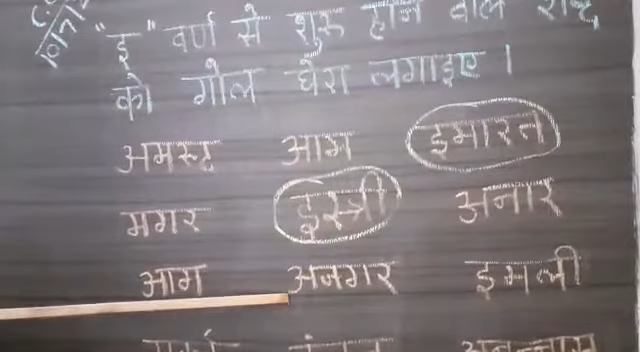 "इ" वर्ण से शुरू होने वाले शब्द
को गोल घेरा लगाइए।
अमरूद आम इमारत
मगर इस्त्री अनार
आग अजगर इमली